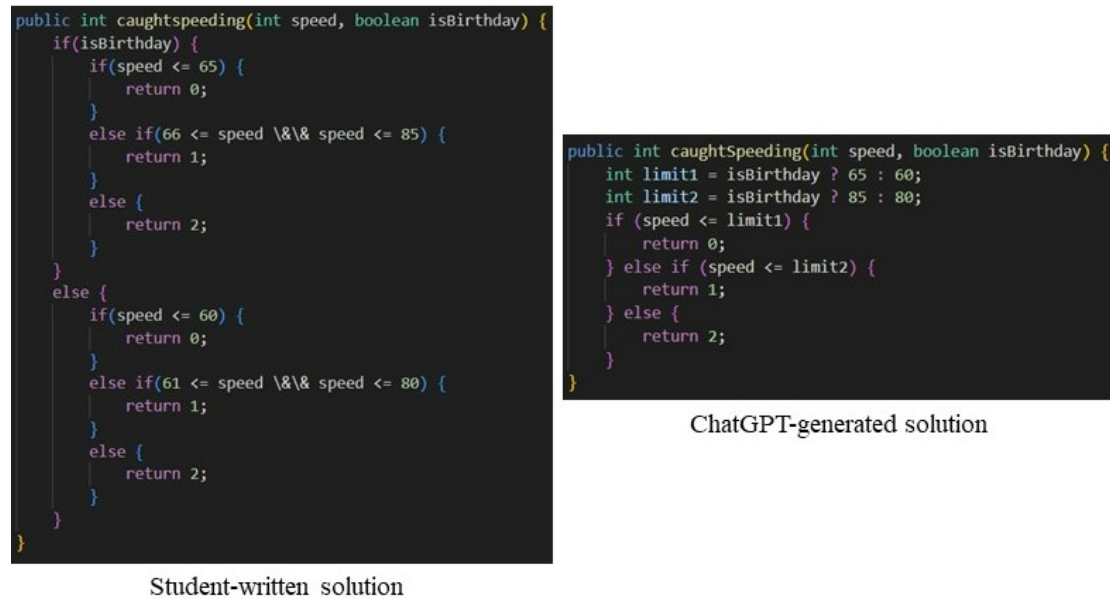 public int caughtspeeding(int speed, boolean isBirthday) {
    if(isBirthday) {
        if(speed <= 65) {
            return 0;
        }
        else if(66 <= speed \&\& speed <= 85) {
            return 1;
        }
        else {
            return 2;
        }
    }
    else {
        if(speed <= 60) {
            return 0;
        }
        else if(61 <= speed \&\& speed <= 80) {
            return 1;
        }
        else {
            return 2;
        }
    }
}
Student-written solution
public int caughtSpeeding(int speed, boolean isBirthday) {
    int limit1 = isBirthday ? 65 : 60;
    int limit2 = isBirthday ? 85 : 80;
    if (speed <= limit1) {
        return 0;
    } else if (speed <= limit2) {
        return 1;
    } else {
        return 2;
    }
}
ChatGPT-generated solution